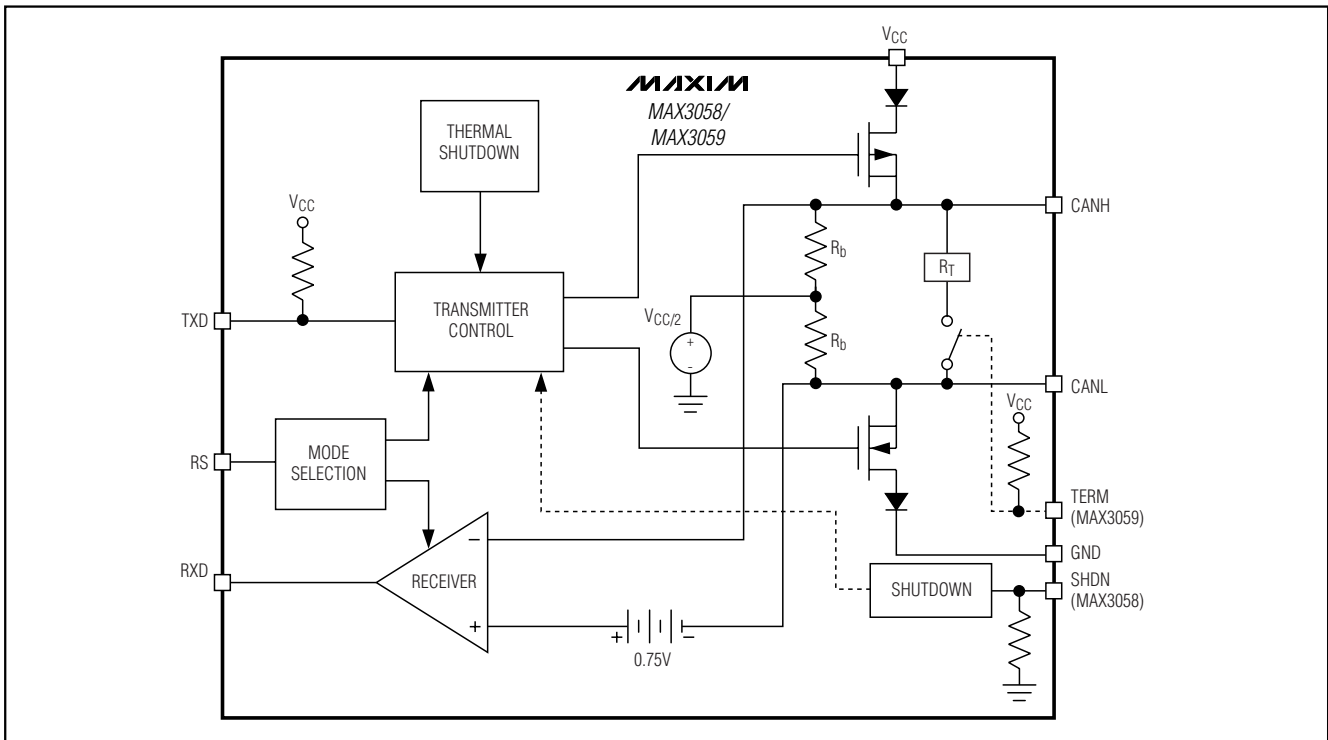 VCC
MAXIM
MAX3058/
MAX3059
THERMAL
SHUTDOWN
VCC
CANH
Rb
RT
TXD
TRANSMITTER
CONTROL
VCC/2
+
-
Rb
CANL
VCC
RS
MODE
SELECTION
TERM
(MAX3059)
GND
RXD
RECEIVER
−
+
SHUTDOWN
SHDN
(MAX3058)
+
−
0.75V